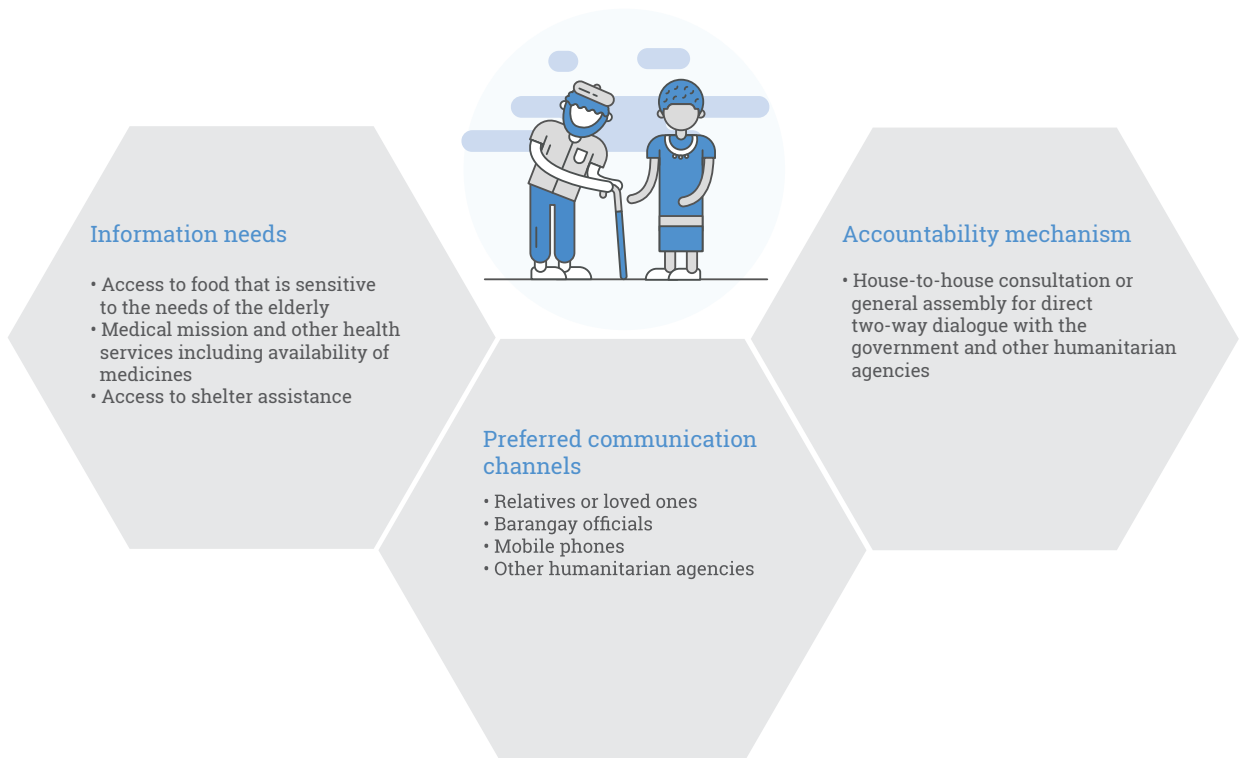 Information needs
• Access to food that is sensitive
to the needs of the elderly
• Medical mission and other health
services including availability of
medicines
• Access to shelter assistance
Preferred communication
channels
• Relatives or loved ones
• Barangay officials
• Mobile phones
• Other humanitarian agencies
Accountability mechanism
• House-to-house consultation or
general assembly for direct
two-way dialogue with the
government and other humanitarian
agencies